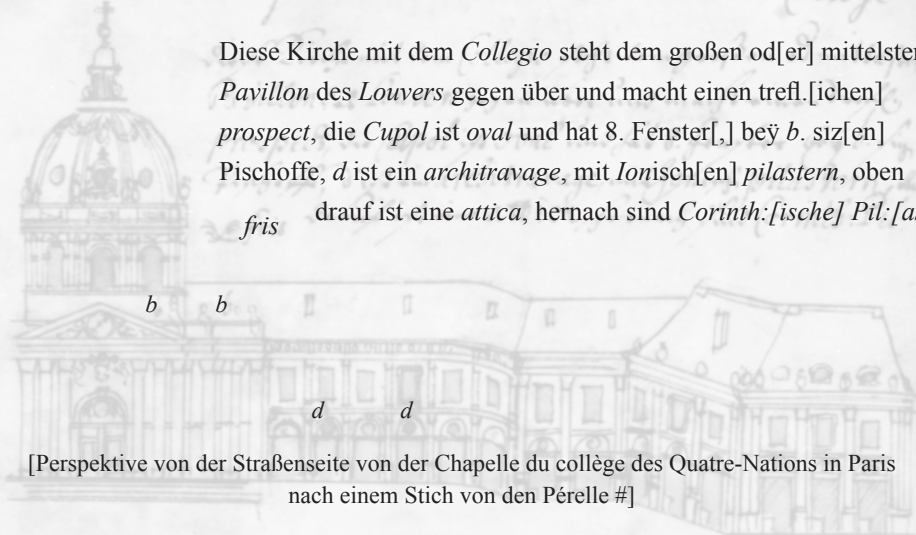 Diese Kirche mit dem Collegio steht dem großen od[er] mittelsten
Pavillon des Louvers gegen über und macht einen trefl.[ichen]
prospect, die Cupol ist oval und hat 8. Fenster[,] beÿ b. siz[en]
Pischoffe, d ist ein architravage, mit Ionisch[en] pilastern, oben
fris drauf ist eine attica, hernach sind Corinth:[ische] Pil:[a
b b
d d
[Perspektive von der Straßenseite von der Chapelle du collège des Quatre-Nations in Paris
nach einem Stich von den Pérelle #]